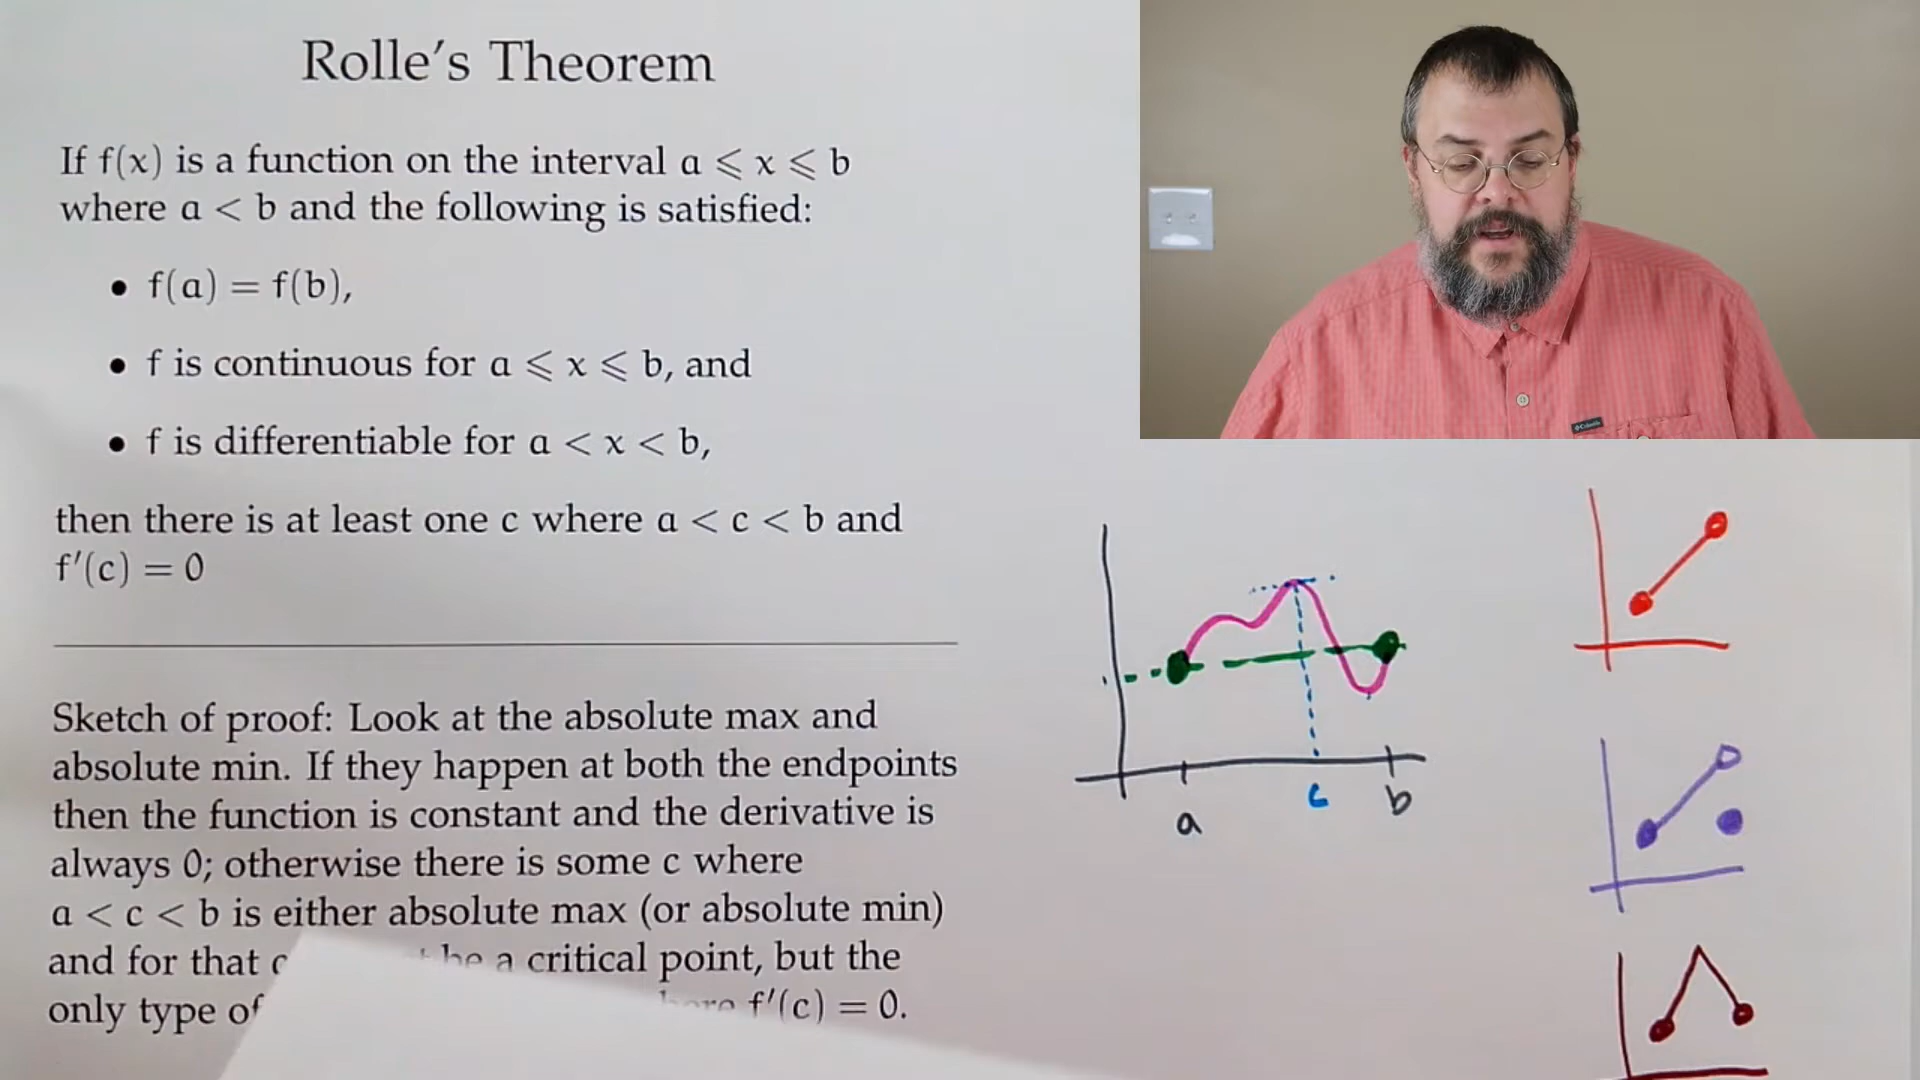 Rolle's Theorem
If f(x) is a function on the interval a ⩽ x ⩽ b
where a < b and the following is satisfied:
• f(a) = f(b),
• f is continuous for a ⩽ x ⩽ b, and
• f is differentiable for a < x < b,
then there is at least one c where a < c < b and
f′(c) = 0
Sketch of proof: Look at the absolute max and
absolute min. If they happen at both the endpoints
then the function is constant and the derivative is
always 0; otherwise there is some c where
a < c < b is either absolute max (or absolute min)
and for that be a critical point, but the
only type of f′(c) = 0.
a c b
Columbia